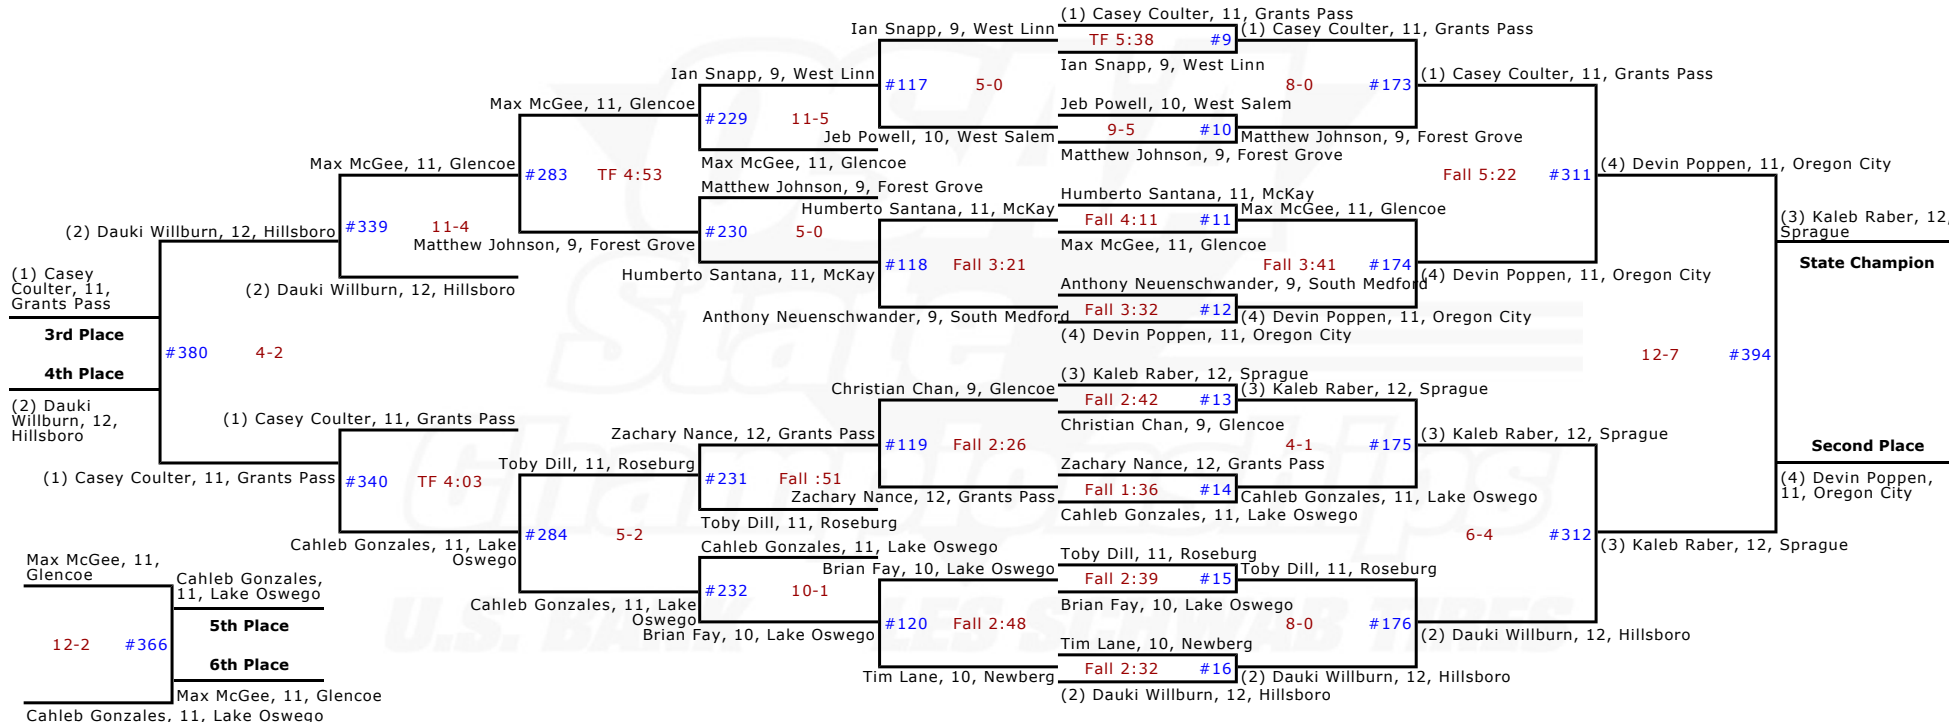 (1) Casey Coulter, 11, Grants Pass
Ian Snapp, 9, West Linn
TF 5:38 #9
(1) Casey Coulter, 11, Grants Pass
Ian Snapp, 9, West Linn
Ian Snapp, 9, West Linn
#117 5-0
8-0 #173
(1) Casey Coulter, 11, Grants Pass
Max McGee, 11, Glencoe
Jeb Powell, 10, West Salem
#229 11-5
9-5 #10
Jeb Powell, 10, West Salem
Matthew Johnson, 9, Forest Grove
Matthew Johnson, 9, Forest Grove
Max McGee, 11, Glencoe
Max McGee, 11, Glencoe
(4) Devin Poppen, 11, Oregon City
#283 TF 4:53
Fall 5:22 #311
Matthew Johnson, 9, Forest Grove
Humberto Santana, 11, McKay
Humberto Santana, 11, McKay
Fall 4:11 #11
Max McGee, 11, Glencoe
(3) Kaleb Raber, 12,
Sprague
#339 11-4
(2) Dauki Willburn, 12, Hillsboro
#230 5-0
Matthew Johnson, 9, Forest Grove
Max McGee, 11, Glencoe
State Champion
#118 Fall 3:21
Fall 3:41 #174
(1) Casey
Coulter, 11,
Grants Pass
Humberto Santana, 11, McKay
(4) Devin Poppen, 11, Oregon City
(2) Dauki Willburn, 12, Hillsboro
Anthony Neuenschwander, 9, South Medford
Fall 3:32 #12
Anthony Neuenschwander, 9, South Medford
(4) Devin Poppen, 11, Oregon City
(4) Devin Poppen, 11, Oregon City
3rd Place
#380 4-2
12-7 #394
4th Place
(3) Kaleb Raber, 12, Sprague
Christian Chan, 9, Glencoe
Fall 2:42 #13
(3) Kaleb Raber, 12, Sprague
(2) Dauki
Willburn, 12,
Hillsboro
(1) Casey Coulter, 11, Grants Pass
Christian Chan, 9, Glencoe
Zachary Nance, 12, Grants Pass
#119 Fall 2:26
4-1 #175
(3) Kaleb Raber, 12, Sprague
Second Place
Toby Dill, 11, Roseburg
Zachary Nance, 12, Grants Pass
(1) Casey Coulter, 11, Grants Pass
#340 TF 4:03
#231 Fall :51
Fall 1:36 #14
(4) Devin Poppen,
11, Oregon City
Zachary Nance, 12, Grants Pass
Cahleb Gonzales, 11, Lake Oswego
Cahleb Gonzales, 11, Lake Oswego
Toby Dill, 11, Roseburg
#284 5-2
6-4 #312
Cahleb Gonzales, 11, Lake
Oswego
Cahleb Gonzales, 11, Lake Oswego
Toby Dill, 11, Roseburg
(3) Kaleb Raber, 12, Sprague
Max McGee, 11,
Glencoe
Brian Fay, 10, Lake Oswego
Fall 2:39 #15
Toby Dill, 11, Roseburg
Cahleb Gonzales,
11, Lake Oswego
#232 10-1
Cahleb Gonzales, 11, Lake
Oswego
Brian Fay, 10, Lake Oswego
5th Place
#120 Fall 2:48
8-0 #176
Brian Fay, 10, Lake Oswego
(2) Dauki Willburn, 12, Hillsboro
12-2 #366
Tim Lane, 10, Newberg
6th Place
Fall 2:32 #16
Tim Lane, 10, Newberg
(2) Dauki Willburn, 12, Hillsboro
Max McGee, 11, Glencoe
(2) Dauki Willburn, 12, Hillsboro
Cahleb Gonzales, 11, Lake Oswego
OSAA
State
Championships
U.S. BANK LES SCHWAB TIRES